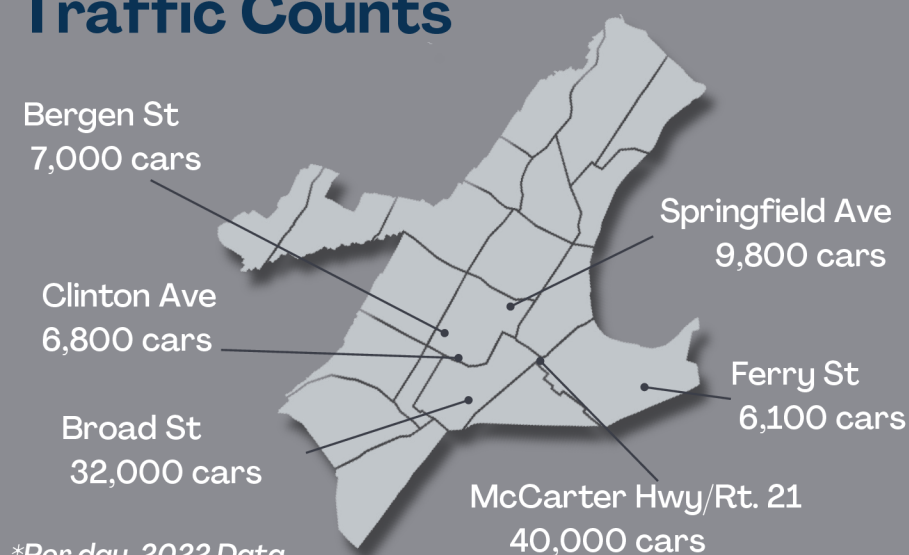 Traffic Counts
Bergen St
7,000 cars
Springfield Ave
9,800 cars
Clinton Ave
6,800 cars
Ferry St
6,100 cars
Broad St
32,000 cars
McCarter Hwy/Rt. 21
40,000 cars
*Per day, 2022 Data